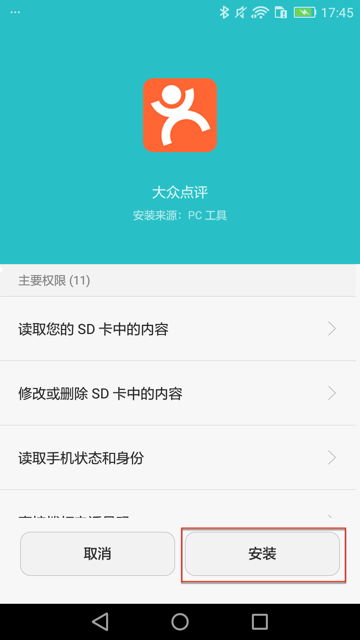 17:45
大众点评
安装来源：PC 工具
主要权限 (11)
读取您的 SD 卡中的内容
修改或删除 SD 卡中的内容
读取手机状态和身份
取消
安装